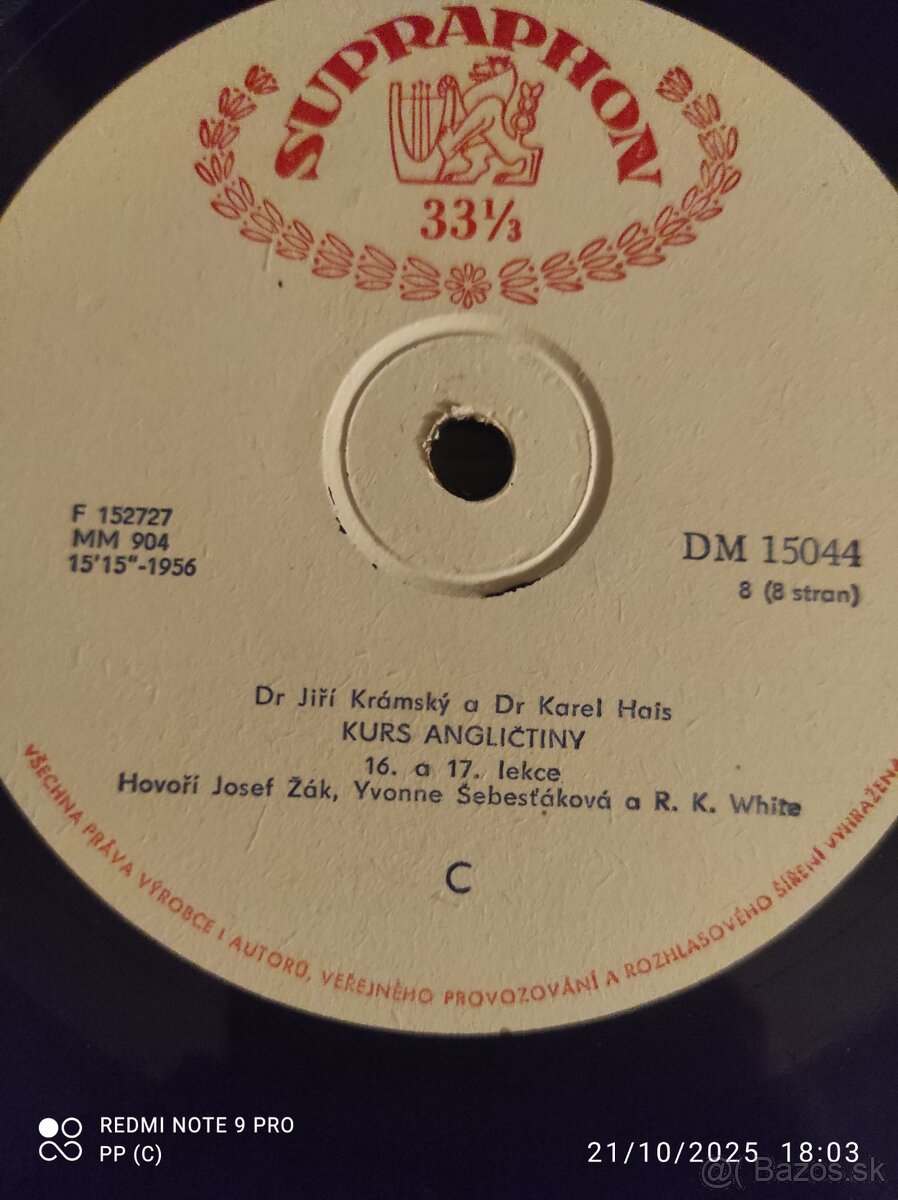 SUPRAPHON
33⅓
F 152727
MM 904
15'15"-1956
DM 15044
8 (8 stran)
Dr Jiří Krámský a Dr Karel Hais
KURS ANGLIČTINY
16. a 17. lekce
Hovoří Josef Žák, Yvonne Šebesťáková a R. K. White
C
VŠECHNA PRÁVA VÝROBCE I AUTORŮ, VEŘEJNÉHO PROVOZOVÁNÍ A ROZHLASOVÉHO ŠÍŘENÍ VYHRAŽENA
REDMI NOTE 9 PRO
PP (C)
21/10/2025 18:03
@( Bazos.sk